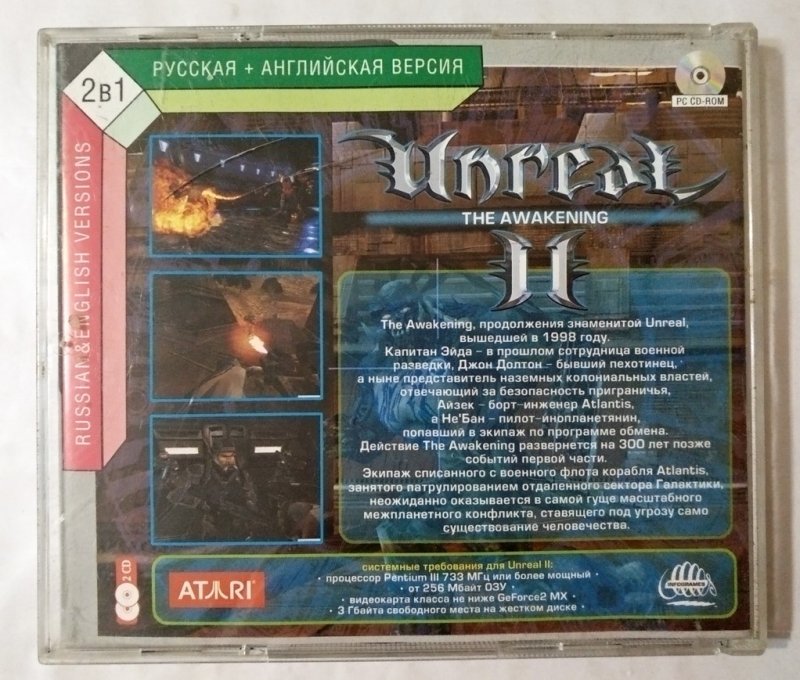 2в1
РУССКАЯ + АНГЛИЙСКАЯ ВЕРСИЯ
PC CD-ROM
RUSSIAN&ENGLISH VERSIONS
Unreal
THE AWAKENING
II
The Awakening, продолжения знаменитой Unreal,
вышедшей в 1998 году.
Капитан Эйда - в прошлом сотрудница военной
разведки, Джон Долтон - бывший пехотинец,
а ныне представитель наземных колониальных властей,
отвечающий за безопасность приграничья,
Айзек - борт-инженер Atlantis,
а Не'Бан - пилот-инопланетянин,
попавший в экипаж по программе обмена.
Действие The Awakening развернется на 300 лет позже
событий первой части.
Экипаж списанного с военного флота корабля Atlantis,
занятого патрулированием отдаленного сектора Галактики,
неожиданно оказывается в самой гуще масштабного
межпланетного конфликта, ставящего под угрозу само
существование человечества.
2 CD
ATARI
системные требования для Unreal II:
· процессор Pentium III 733 МГц или более мощный ·
· от 256 Мбайт ОЗУ ·
· видеокарта класса не ниже GeForce2 MX ·
· 3 Гбайта свободного места на жестком диске ·
INFOGRAMES